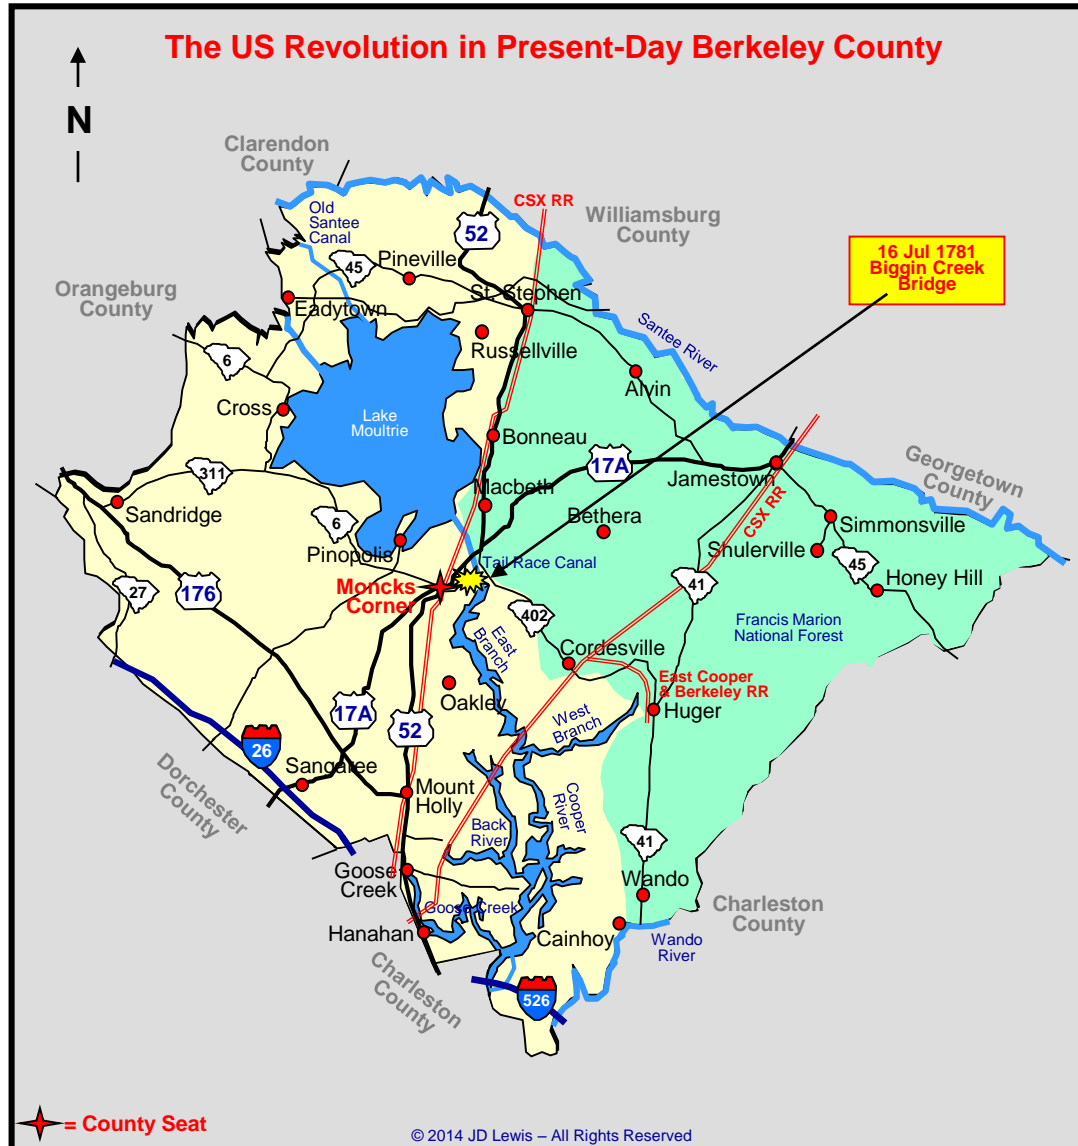 The US Revolution in Present-Day Berkeley County
N
Clarendon
County
CSX RR
Williamsburg
County
Old
Santee
Canal
52
16 Jul 1781
Biggin Creek
Bridge
45
Pineville
Orangeburg
County
Eadytown
St. Stephen
Santee River
Russellville
6
Alvin
Cross
Lake
Moultrie
Bonneau
17A
Georgetown
County
311
Jamestown
Macbeth
CSX RR
Sandridge
6
Bethera
Simmonsville
Pinopolis
Shulerville
Tail Race Canal
45
Honey Hill
Moncks
Corner
176
27
41
402
Francis Marion
National Forest
East
Branch
Cordesville
East Cooper
& Berkeley RR
Oakley
17A
52
West
Branch
Huger
26
Sangaree
Dorchester
County
Mount
Holly
Cooper
River
Back
River
41
Goose
Creek
Wando
Goose Creek
Charleston
County
Hanahan
Cainhoy
Wando
River
Charleston
County
526
= County Seat
© 2014 JD Lewis – All Rights Reserved